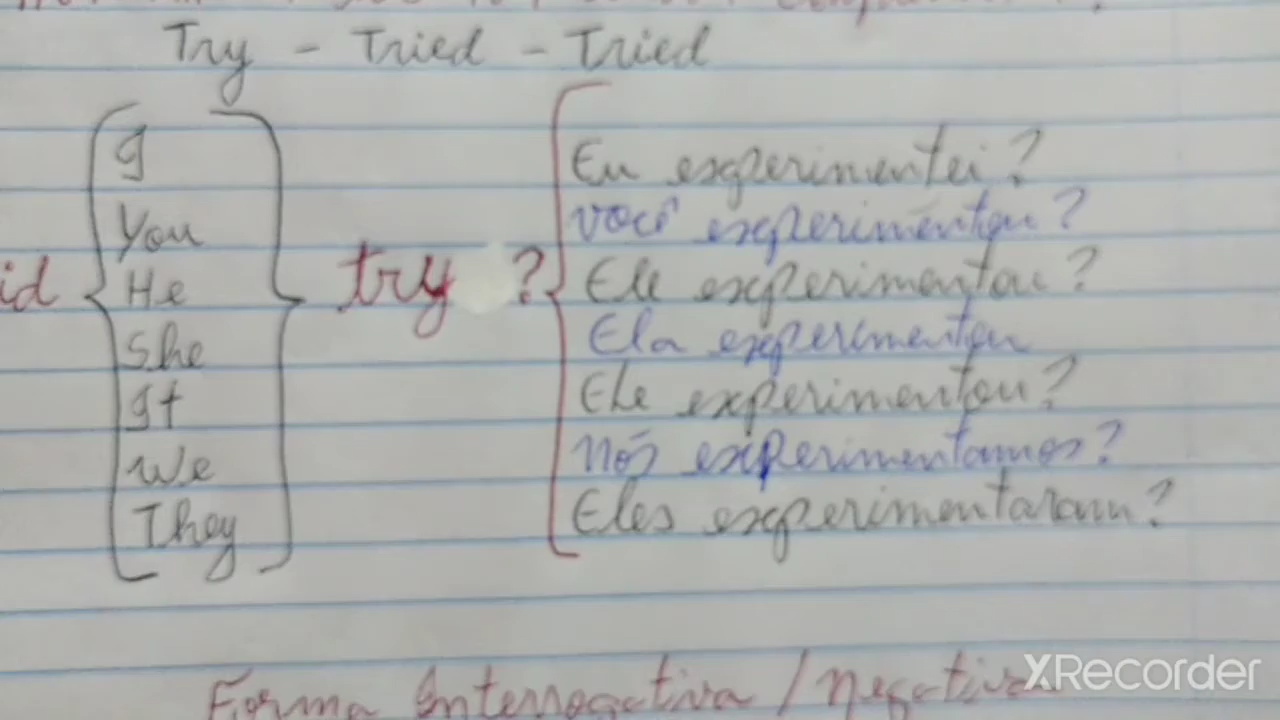 Try - Tried - Tried
I
You
He
She
It
We
They
id
try ?
Eu experimentei?
você experimentou?
Ele experimentou?
Ela experimentou
Ele experimentou?
nós experimentamos?
Eles experimentaram?
Forma Interrogativa / negativa
XRecorder